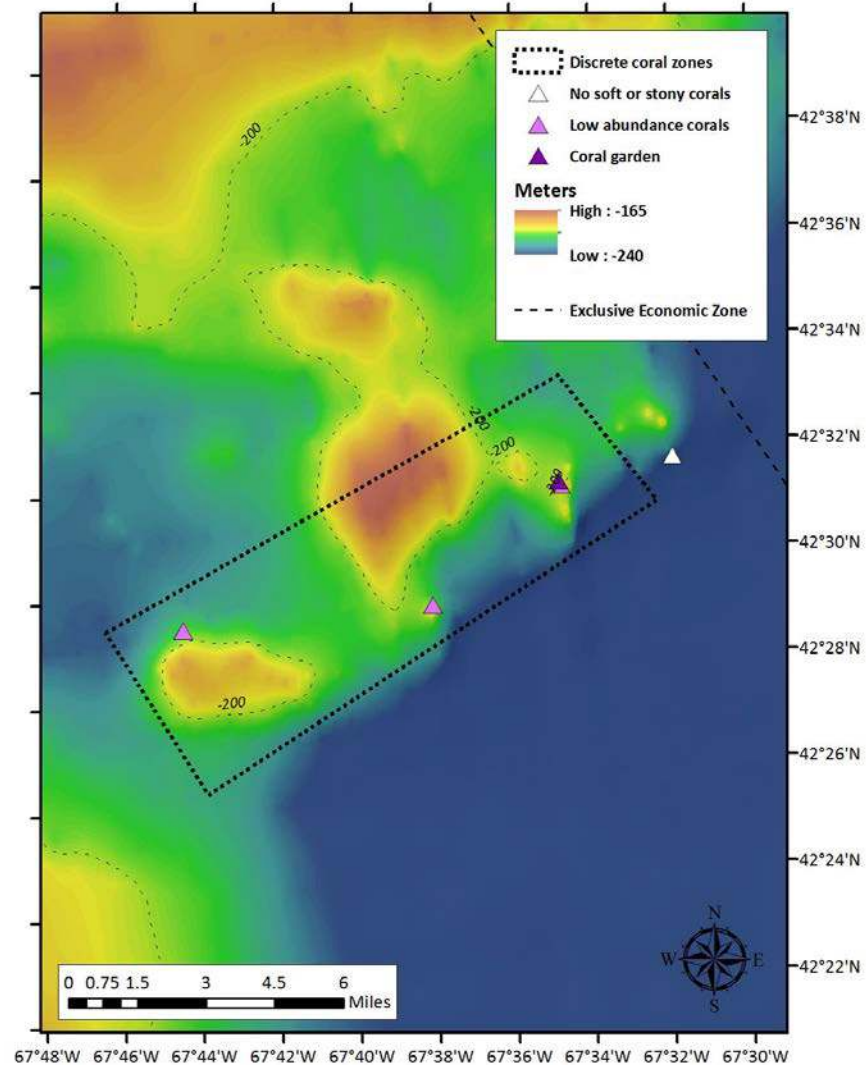 Discrete coral zones
No soft or stony corals
Low abundance corals
Coral garden
Meters
High : -165
Low : -240
Exclusive Economic Zone
-200
-200
-200
-200
42°38'N
42°36'N
42°34'N
42°32'N
42°30'N
42°28'N
42°26'N
42°24'N
42°22'N
N
W E
S
0 0.75 1.5 3 4.5 6
Miles
67°48'W 67°46'W 67°44'W 67°42'W 67°40'W 67°38'W 67°36'W 67°34'W 67°32'W 67°30'W